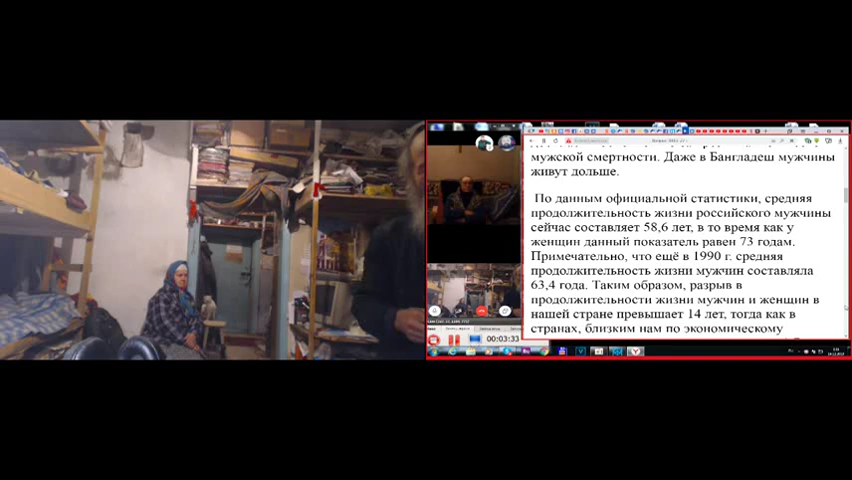 мужской смертности. Даже в Бангладеш мужчины
живут дольше.
По данным официальной статистики, средняя
продолжительность жизни российского мужчины
сейчас составляет 58,6 лет, в то время как у
женщин данный показатель равен 73 годам.
Примечательно, что ещё в 1990 г. средняя
продолжительность жизни мужчин составляла
63,4 года. Таким образом, разрыв в
продолжительности жизни мужчин и женщин в
нашей стране превышает 14 лет, тогда как в
странах, близким нам по экономическому
00:03:33